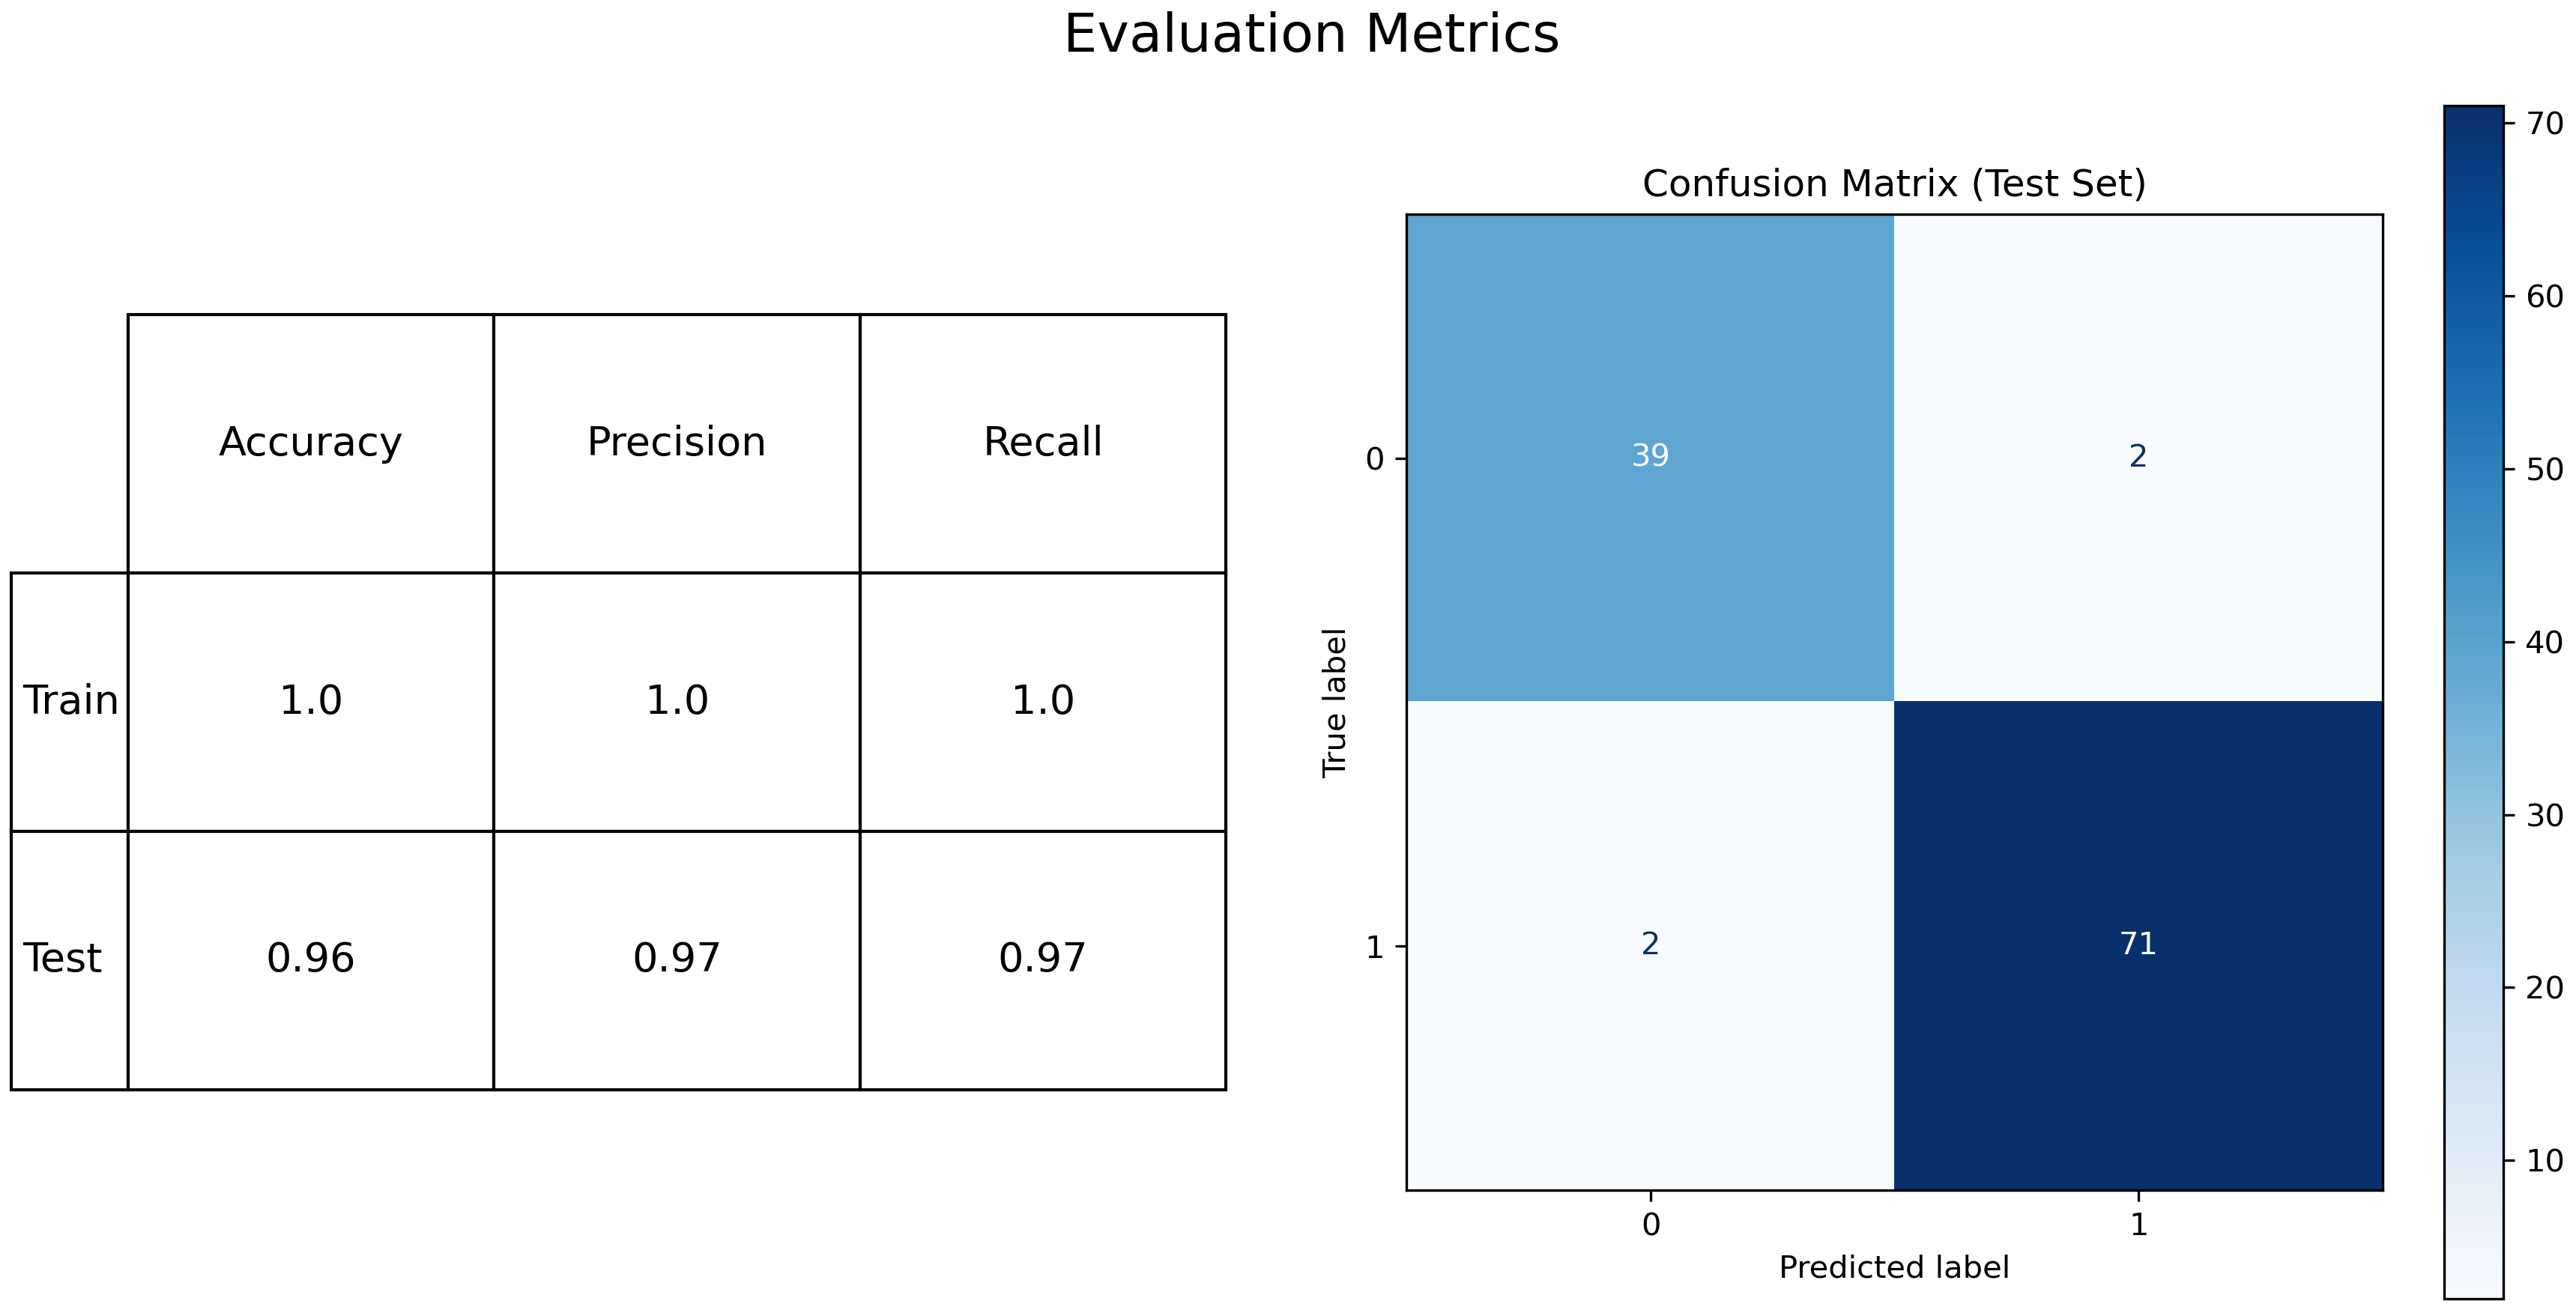 Evaluation Metrics
Accuracy Precision Recall
Train 1.0 1.0 1.0
Test 0.96 0.97 0.97
Confusion Matrix (Test Set)
True label
0 39 2
1 2 71
0 1
Predicted label
70
60
50
40
30
20
10